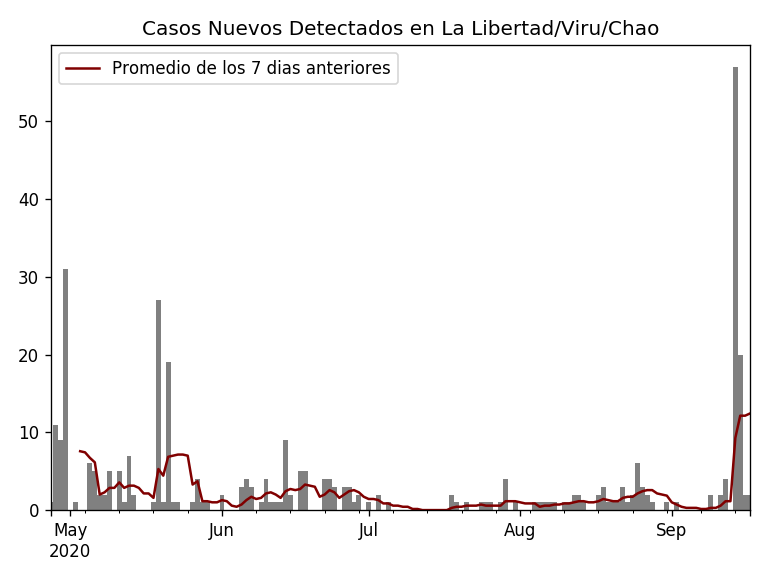 Casos Nuevos Detectados en La Libertad/Viru/Chao
Promedio de los 7 dias anteriores
50
40
30
20
10
0
May Jun Jul Aug Sep
2020